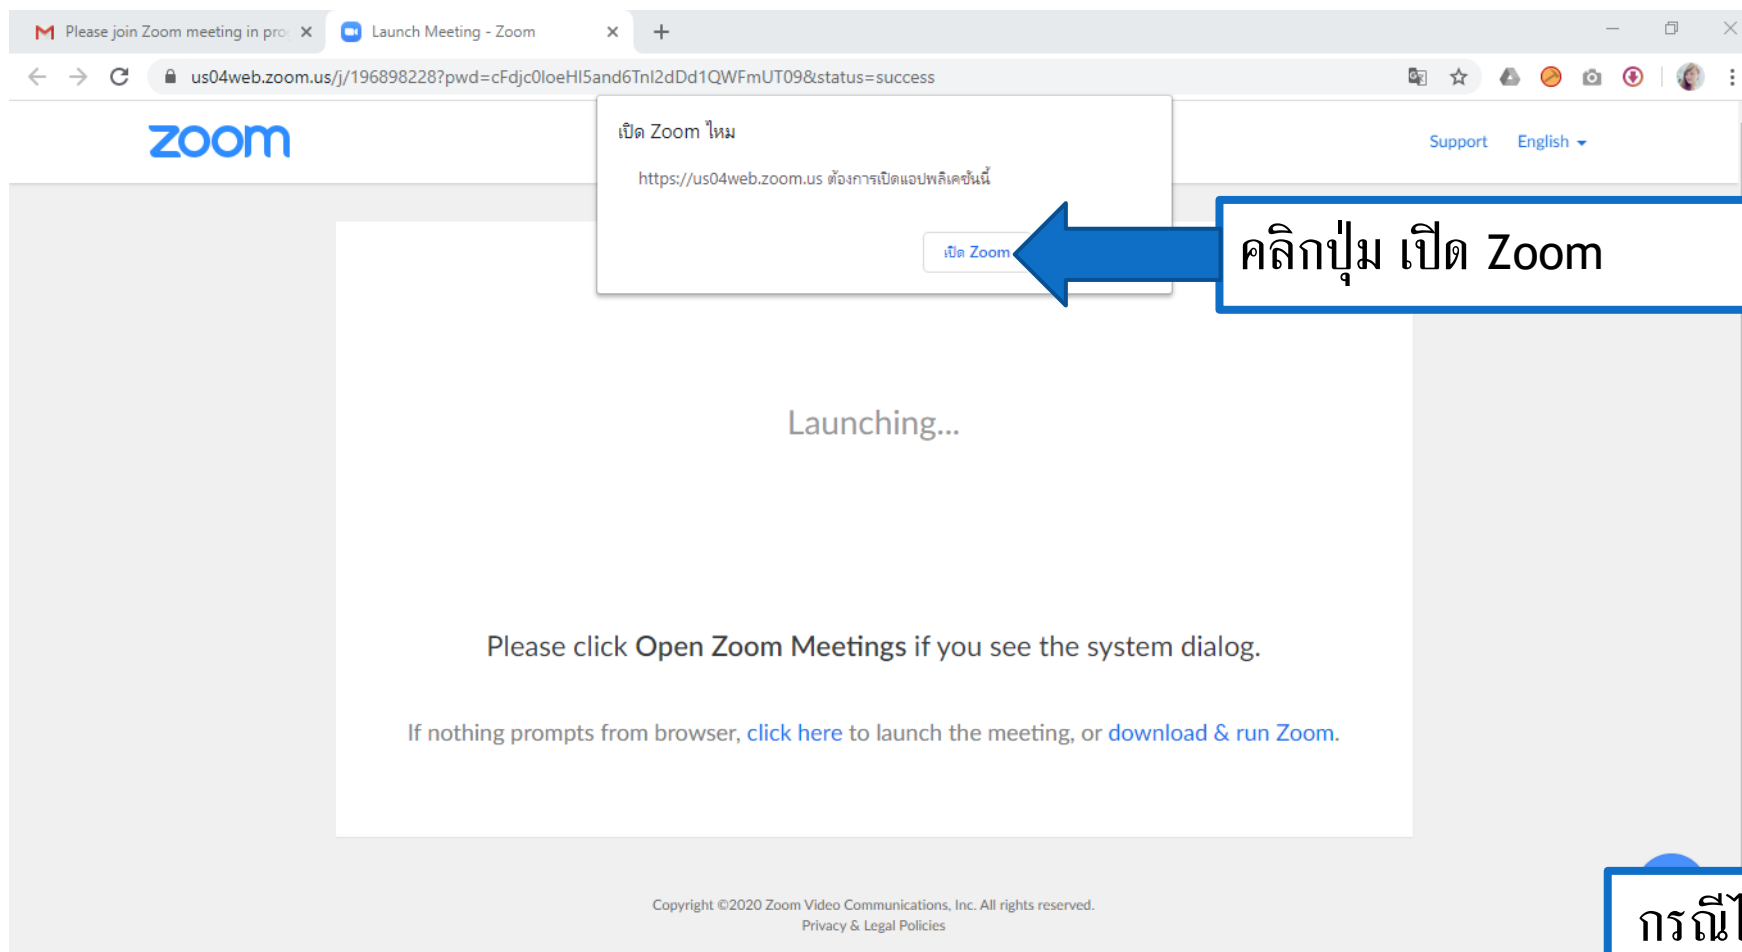 Please join Zoom meeting in pro
Launch Meeting - Zoom
us04web.zoom.us/j/196898228?pwd=cFdjc0loeHl5and6Tnl2dDd1QWFmUT09&status=success
zoom
Support English
เปิด Zoom ไหม
https://us04web.zoom.us ต้องการเปิดแอปพลิเคชันนี้
เปิด Zoom
คลิกปุ่ม เปิด Zoom
Launching...
Please click Open Zoom Meetings if you see the system dialog.
If nothing prompts from browser, click here to launch the meeting, or download & run Zoom.
Copyright ©2020 Zoom Video Communications, Inc. All rights reserved.
Privacy & Legal Policies
กรณี